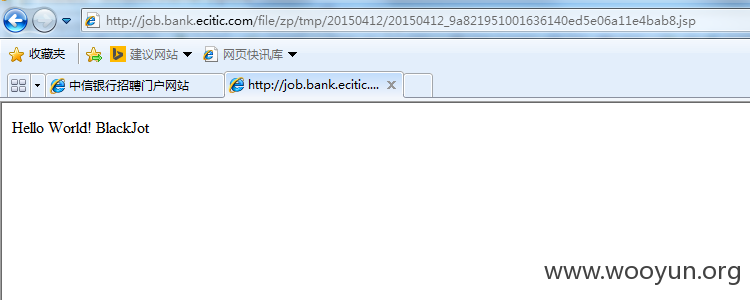 http://job.bank.ecitic.com/file/zp/tmp/20150412/20150412_9a821951001636140ed5e06a11e4bab8.jsp
收藏夹 建议网站 网页快讯库
中信银行招聘门户网站 http://job.bank.ecitic....
Hello World! BlackJot
www.wooyun.org